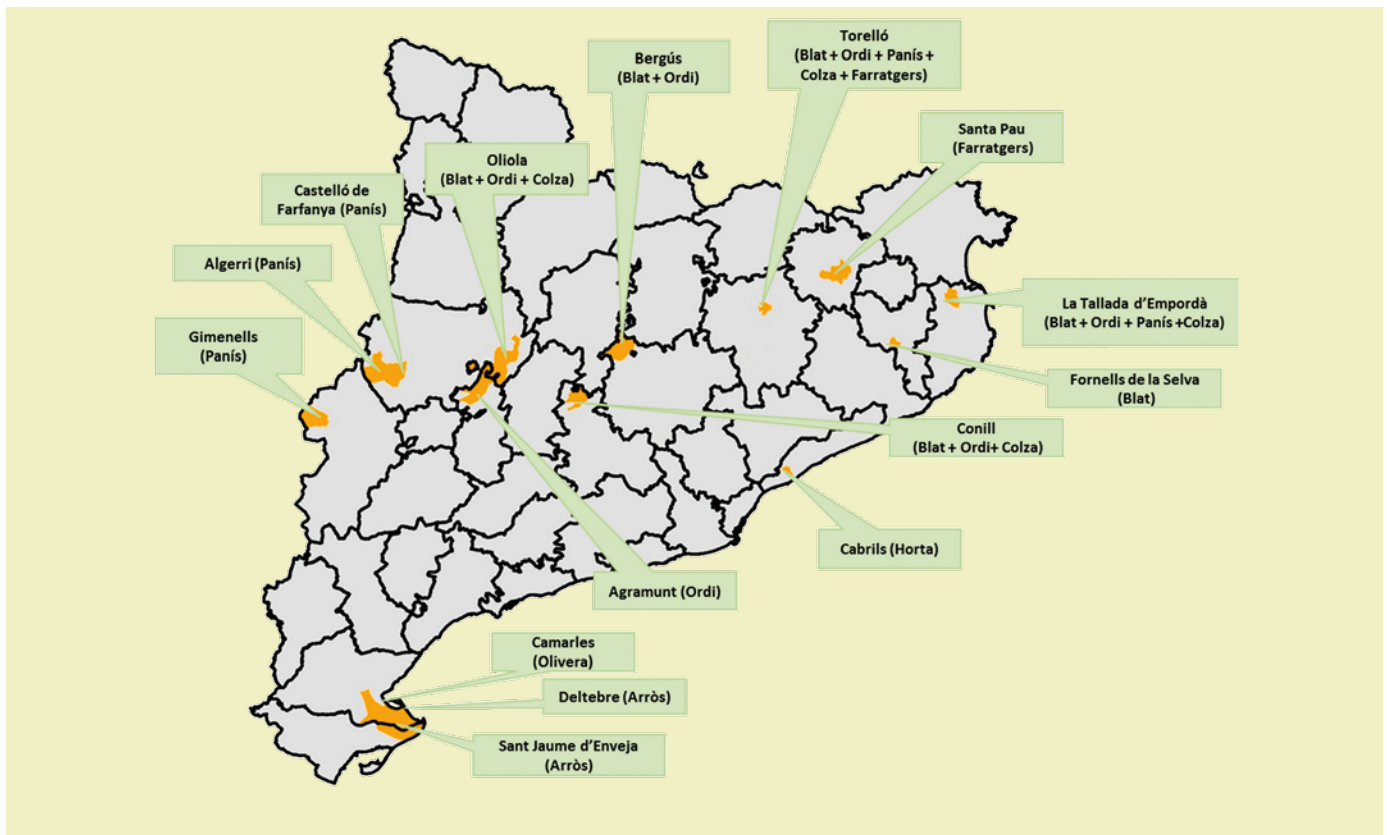 Torelló
(Blat + Ordi + Panís +
Colza + Farratgers)
Bergús
(Blat + Ordi)
Santa Pau
(Farratgers)
Oliola
(Blat + Ordi + Colza)
Castelló de
Farfanya (Panís)
Algerri (Panís)
Gimenells
(Panís)
La Tallada d’Empordà
(Blat + Ordi + Panís +Colza)
Fornells de la Selva
(Blat)
Conill
(Blat + Ordi+ Colza)
Cabrils (Horta)
Agramunt (Ordi)
Camarles
(Olivera)
Deltebre (Arròs)
Sant Jaume d’Enveja
(Arròs)